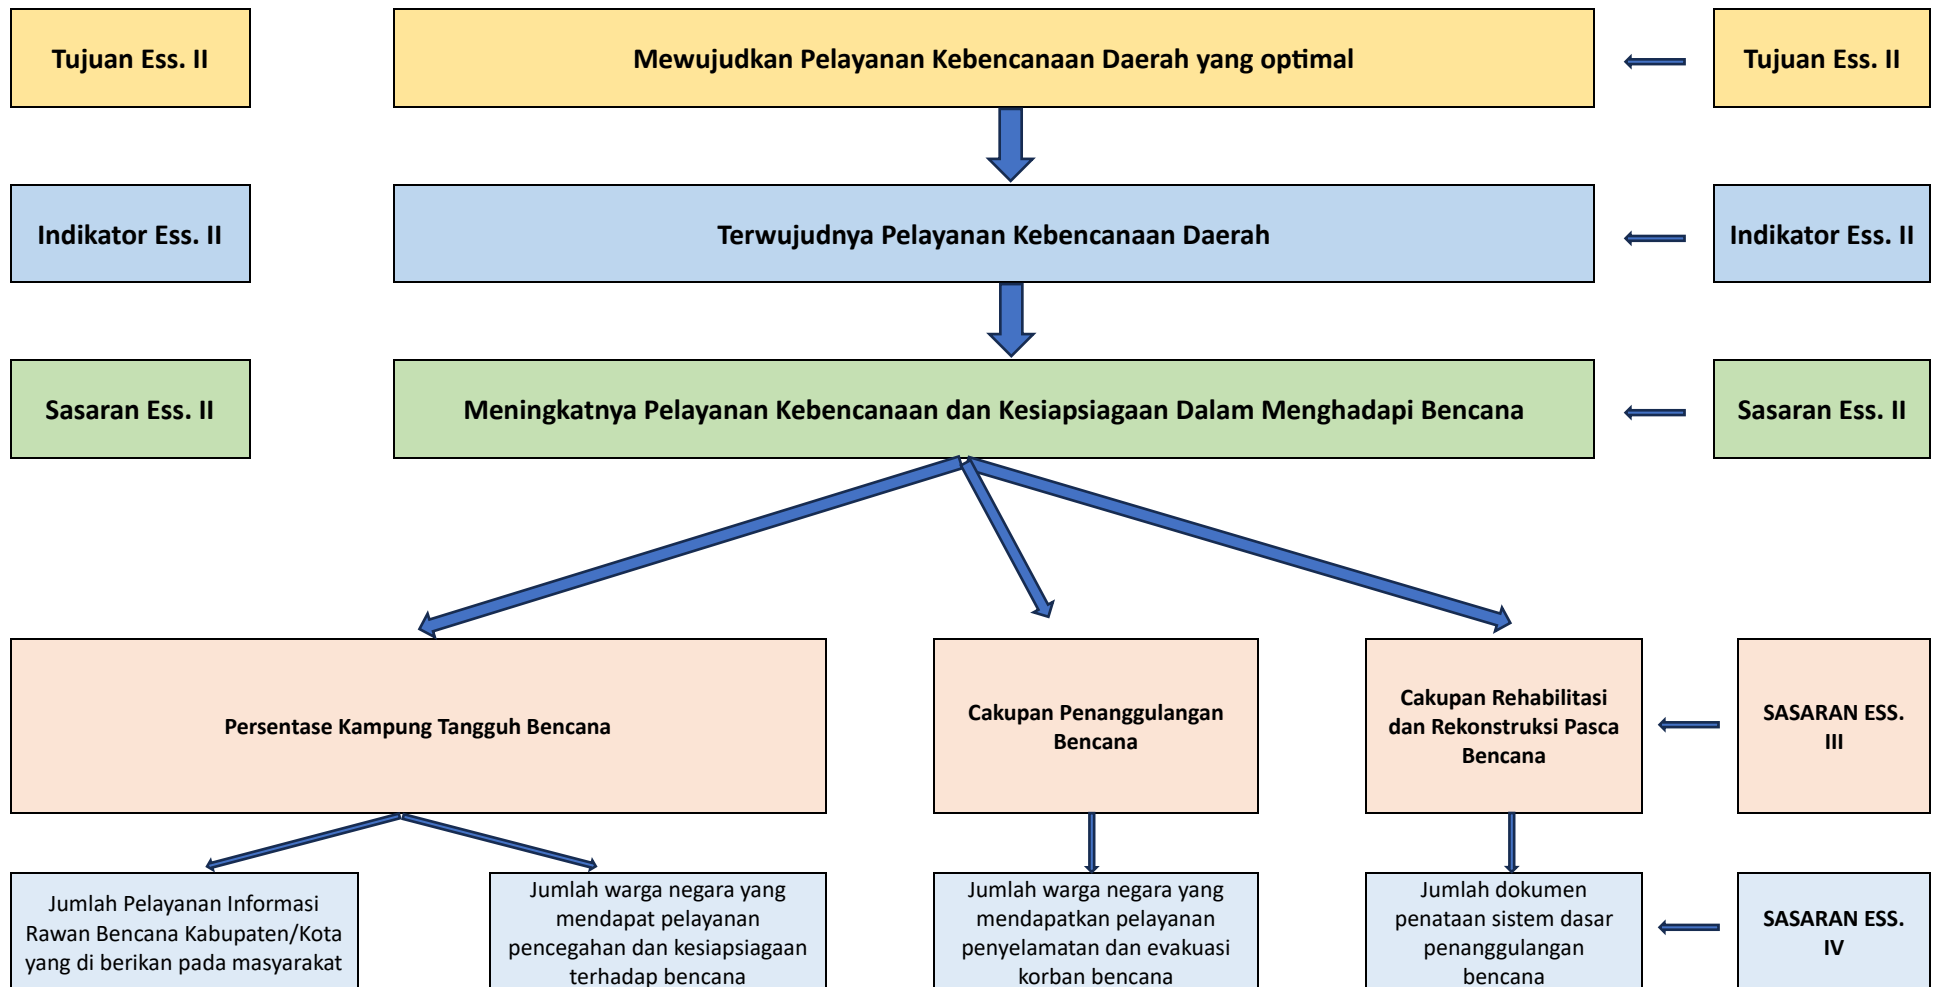 Tujuan Ess. II
Mewujudkan Pelayanan Kebencanaan Daerah yang optimal
Tujuan Ess. II
Indikator Ess. II
Terwujudnya Pelayanan Kebencanaan Daerah
Indikator Ess. II
Sasaran Ess. II
Meningkatnya Pelayanan Kebencanaan dan Kesiapsiagaan Dalam Menghadapi Bencana
Sasaran Ess. II
Persentase Kampung Tangguh Bencana
Cakupan Penanggulangan
Bencana
Cakupan Rehabilitasi
dan Rekonstruksi Pasca
Bencana
SASARAN ESS.
III
Jumlah Pelayanan Informasi
Rawan Bencana Kabupaten/Kota
yang di berikan pada masyarakat
Jumlah warga negara yang
mendapat pelayanan
pencegahan dan kesiapsiagaan
terhadap bencana
Jumlah warga negara yang
mendapatkan pelayanan
penyelamatan dan evakuasi
korban bencana
Jumlah dokumen
penataan sistem dasar
penanggulangan
bencana
SASARAN ESS.
IV